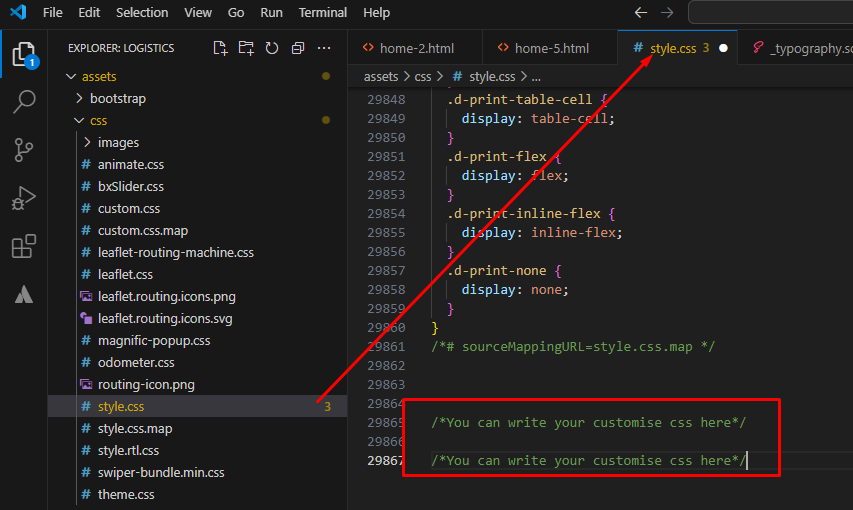 File Edit Selection View Go Run Terminal Help
EXPLORER: LOGISTICS
1
assets
bootstrap
css
images
# animate.css
# bxSlider.css
# custom.css
# custom.css.map
# leaflet-routing-machine.css
# leaflet.css
leaflet.routing.icons.png
leaflet.routing.icons.svg
# magnific-popup.css
# odometer.css
routing-icon.png
# style.css 3
# style.css.map
# style.rtl.css
# swiper-bundle.min.css
# theme.css
<> home-2.html <> home-5.html # style.css 3 _typography.sc
assets > css > # style.css > ...
29848 .d-print-table-cell {
29849 display: table-cell;
29850 }
29851 .d-print-flex {
29852 display: flex;
29853 }
29854 .d-print-inline-flex {
29855 display: inline-flex;
29856 }
29857 .d-print-none {
29858 display: none;
29859 }
29860 }
29861 /*# sourceMappingURL=style.css.map */
29862
29863
29864
29865 /*You can write your customise css here*/
29866
29867 /*You can write your customise css here*/